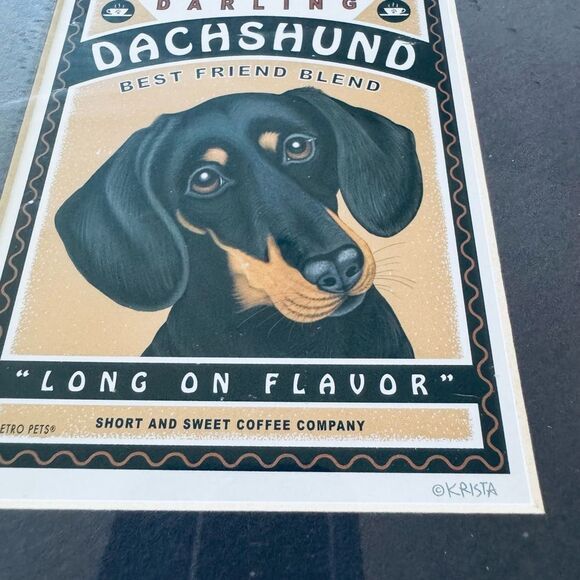 DARLING
DACHSHUND
BEST FRIEND BLEND
"LONG ON FLAVOR"
ETRO PETS®
SHORT AND SWEET COFFEE COMPANY
©KRISTA